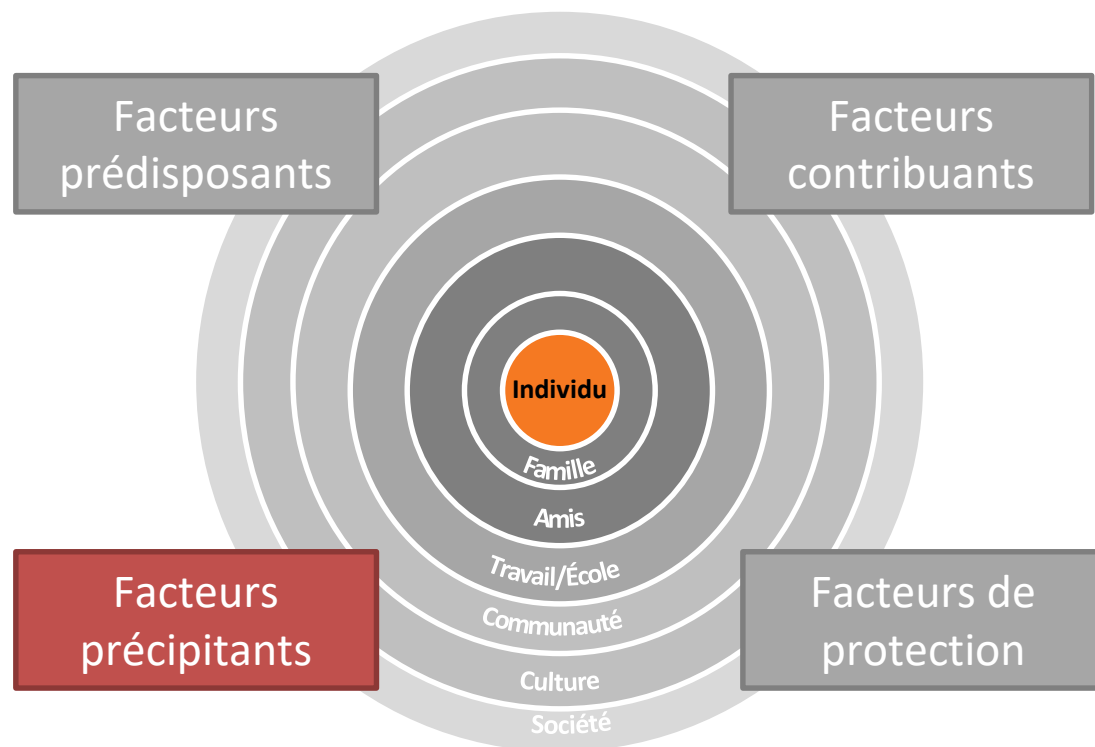 Facteurs
prédisposants
Facteurs
contribuants
Individu
Famille
Amis
Travail/École
Communauté
Culture
Société
Facteurs
précipitants
Facteurs de
protection